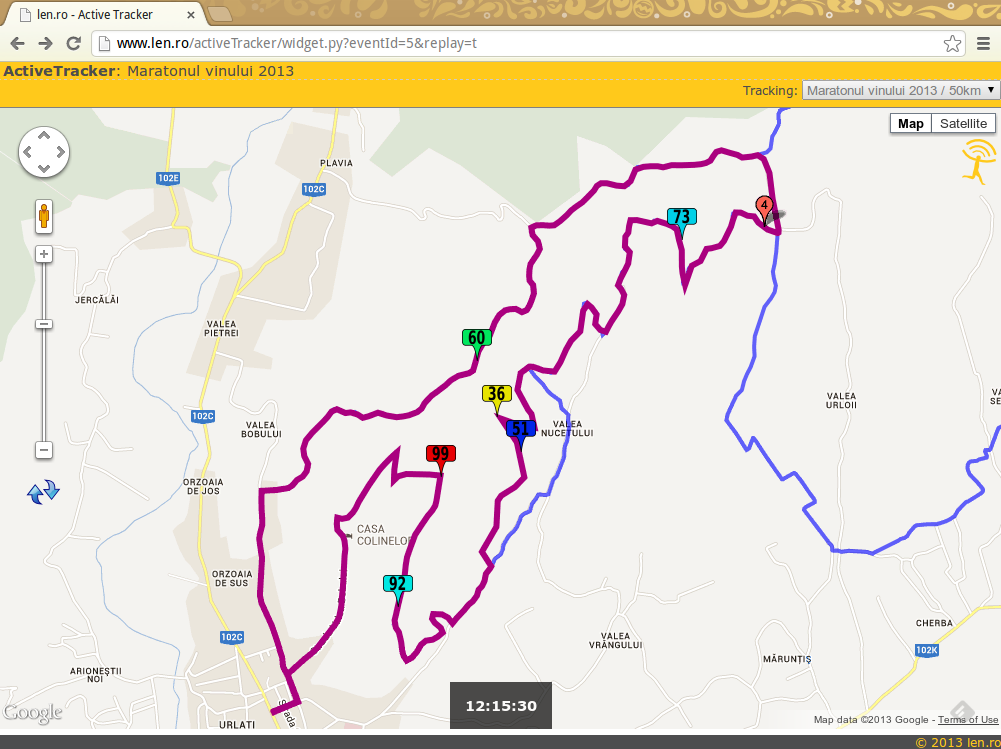 len.ro - Active Tracker
www.len.ro/activeTracker/widget.py?eventId=5&replay=t
ActiveTracker: Maratonul vinului 2013
Tracking: Maratonul vinului 2013 / 50km
Map Satellite
PLAVIA
102E
102C
4
73
JERCĂLĂI
VALEA
PIETREI
60
36
VALEA
URLOII
102C
VALEA
BOBULUI
51
VALEA
NUCETULUI
99
ORZOAIA
DE JOS
CASA
COLINELOR
ORZOAIA
DE SUS
92
102C
CHERBA
VALEA
VRÂNGULUI
102K
MĂRUNȚIȘ
ARIONEȘTII
NOI
Strada
12:15:30
Google
URLAȚI
Map data ©2013 Google - Terms of Use
© 2013 len.ro